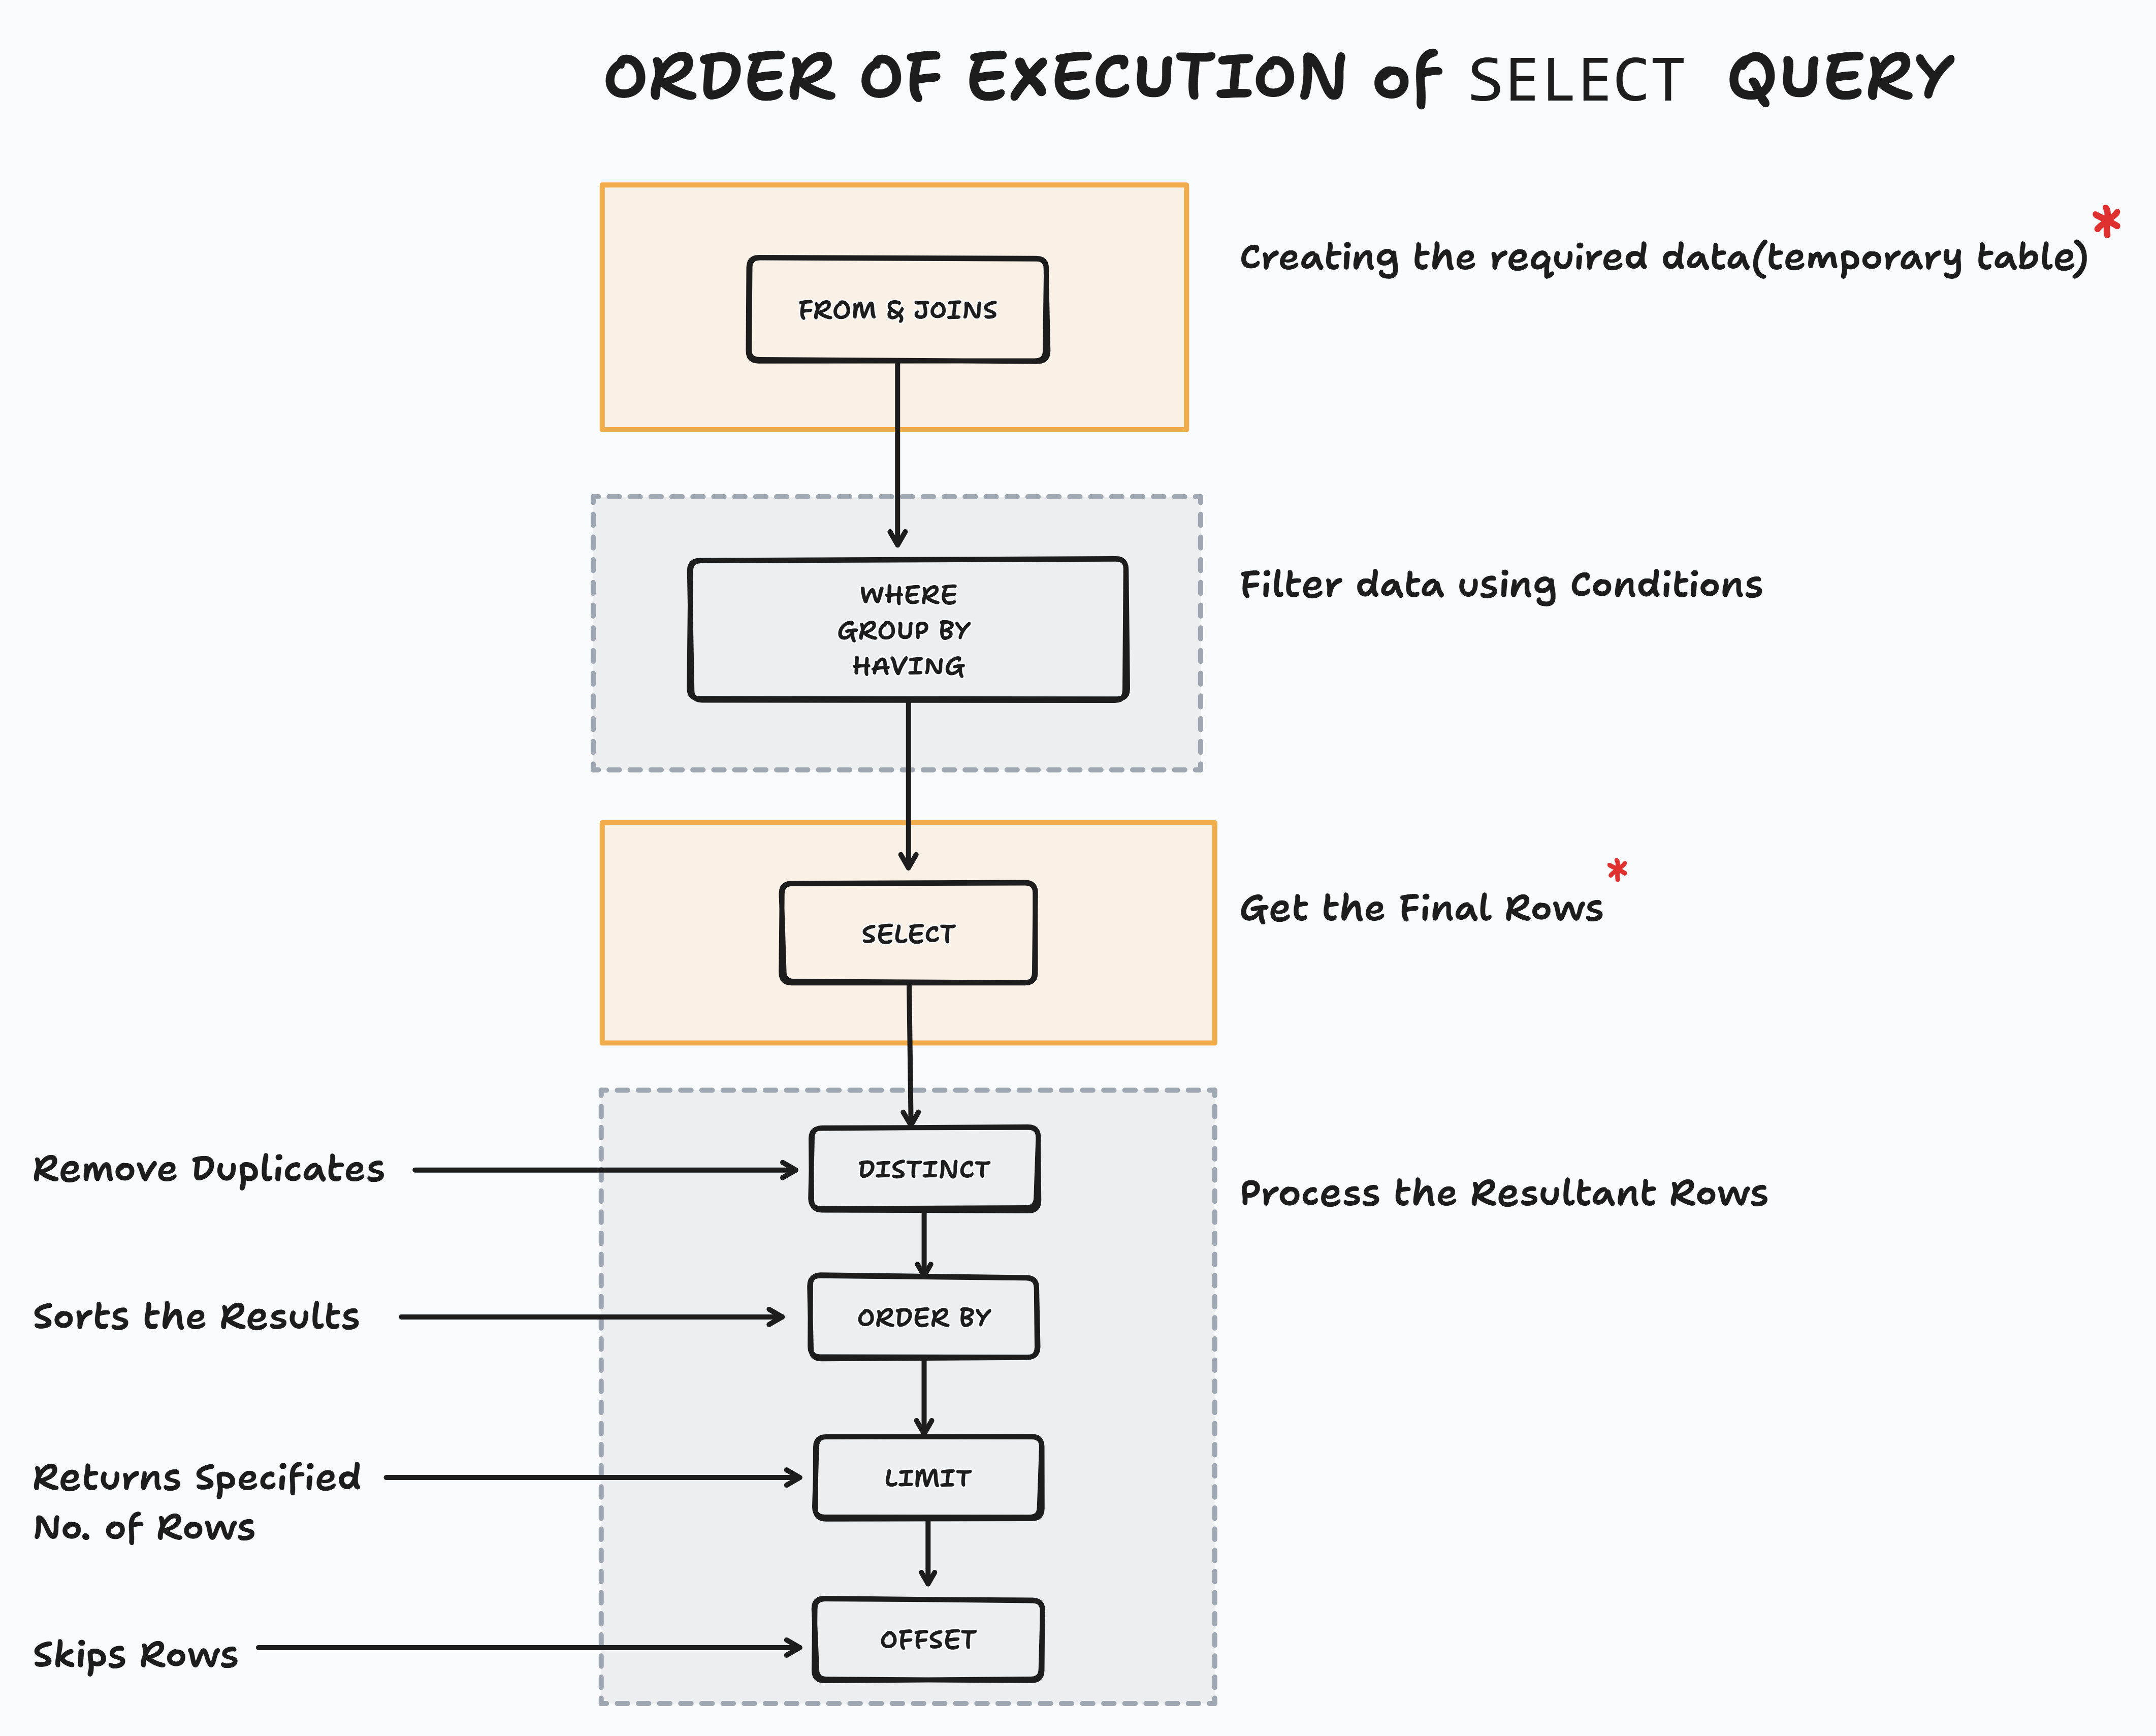 ORDER OF EXECUTION of SELECT QUERY
Creating the required data(temporary table)*
FROM & JOINS
Filter data using Conditions
WHERE
GROUP BY
HAVING
Get the Final Rows*
SELECT
Remove Duplicates
DISTINCT
Process the Resultant Rows
Sorts the Results
ORDER BY
Returns Specified
No. of Rows
LIMIT
Skips Rows
OFFSET